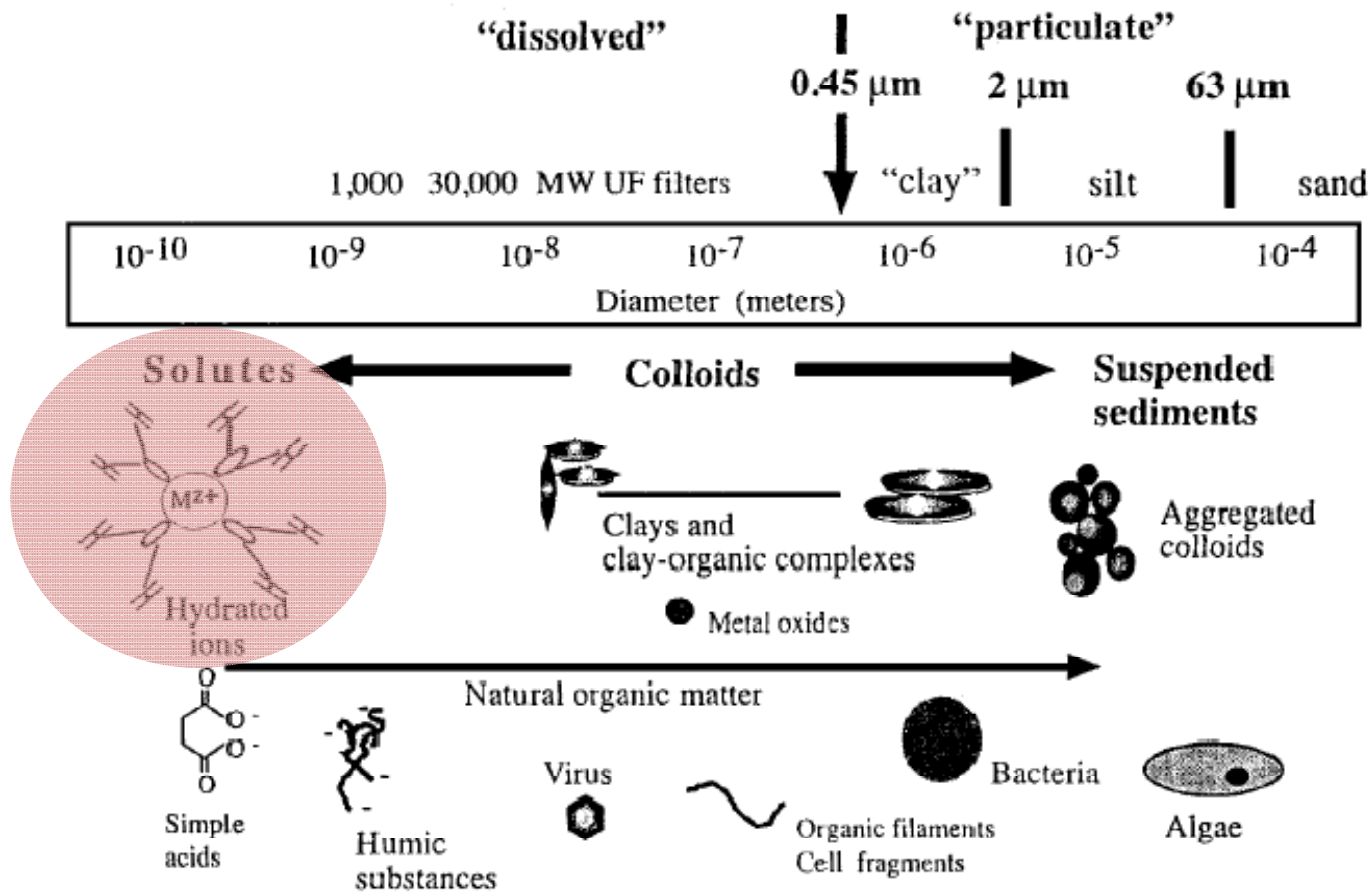 “dissolved”
“particulate”
0.45 µm
2 µm
63 µm
1,000 30,000 MW UF filters
“clay”
silt
sand
10-10 10-9 10-8 10-7 10-6 10-5 10-4
Diameter (meters)
Solutes
Colloids
Suspended
sediments
Mz+
Hydrated
ions
Clays and
clay-organic complexes
Metal oxides
Aggregated
colloids
Natural organic matter
O
O -
O -
O
Simple
acids
Humic
substances
Virus
Organic filaments
Cell fragments
Bacteria
Algae